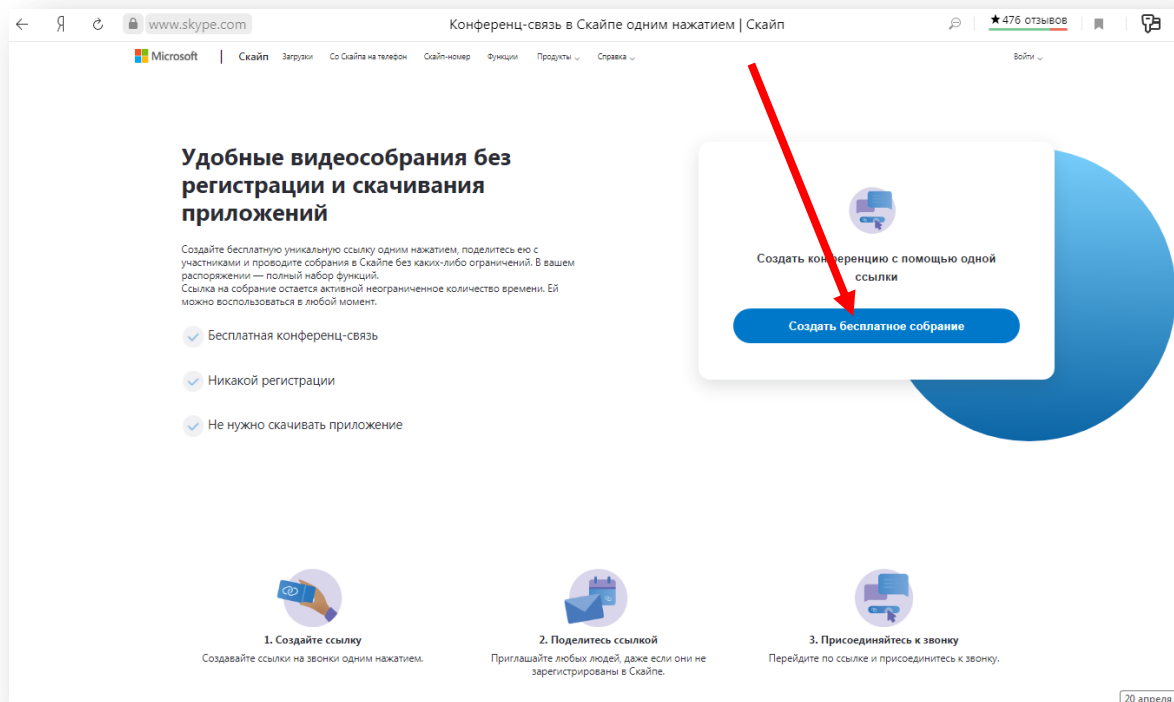 www.skype.com
Конференц-связь в Скайпе одним нажатием | Скайп
★476 отзывов
Microsoft
Скайп
Загрузки
Со Скайпа на телефон
Скайп-номер
Функции
Продукты
Справка
Войти
Удобные видеособрания без
регистрации и скачивания
приложений
Создайте бесплатную уникальную ссылку одним нажатием, поделитесь ею с
участниками и проводите собрания в Скайпе без каких-либо ограничений. В вашем
распоряжении — полный набор функций.
Ссылка на собрание остается активной неограниченное количество времени. Ей
можно воспользоваться в любой момент.
Бесплатная конференц-связь
Никакой регистрации
Не нужно скачивать приложение
Создать конференцию с помощью одной
ссылки
Создать бесплатное собрание
1. Создайте ссылку
Создавайте ссылки на звонки одним нажатием.
2. Поделитесь ссылкой
Приглашайте любых людей, даже если они не
зарегистрированы в Скайпе.
3. Присоединяйтесь к звонку
Перейдите по ссылке и присоединитесь к звонку.
20 апреля